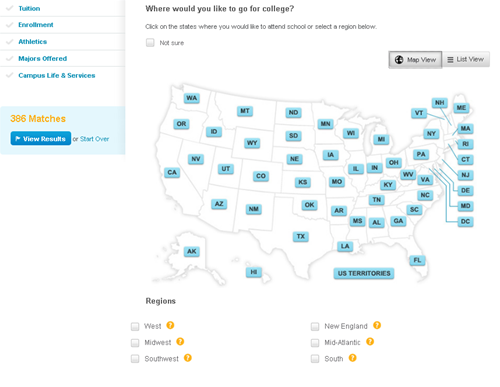 Tuition
Enrollment
Athletics
Majors Offered
Campus Life & Services
386 Matches
View Results or Start Over
Where would you like to go for college?
Click on the states where you would like to attend school or select a region below.
Not sure
Map View
List View
WA
OR
ID
MT
ND
MN
WI
MI
NH
VT
ME
NY
MA
RI
CT
NJ
DE
MD
DC
PA
SD
WY
NV
UT
CO
NE
IA
IL
IN
OH
WV
VA
CA
KS
MO
KY
NC
TN
SC
AZ
NM
OK
AR
MS
AL
GA
TX
LA
FL
AK
HI
US TERRITORIES
Regions
West ?
Midwest ?
Southwest ?
New England ?
Mid-Atlantic ?
South ?